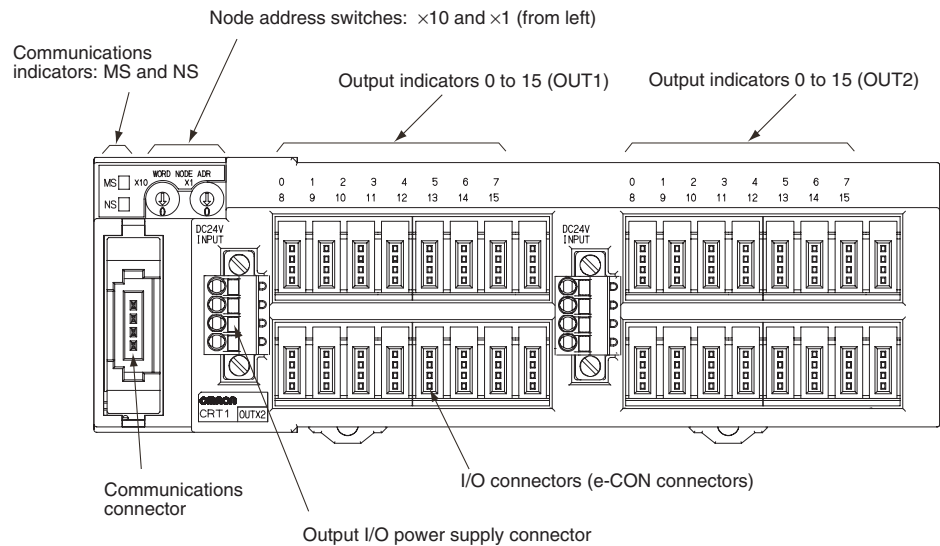 Node address switches: ×10 and ×1 (from left)
Communications
indicators: MS and NS
Output indicators 0 to 15 (OUT1)
Output indicators 0 to 15 (OUT2)
WORD NODE ADR
MS x10 X1
NS
0 0
0 1 2 3 4 5 6 7
8 9 10 11 12 13 14 15
0 1 2 3 4 5 6 7
8 9 10 11 12 13 14 15
DC24V
INPUT
DC24V
INPUT
OMRON
CRT1 OUTX2
I/O connectors (e-CON connectors)
Communications
connector
Output I/O power supply connector